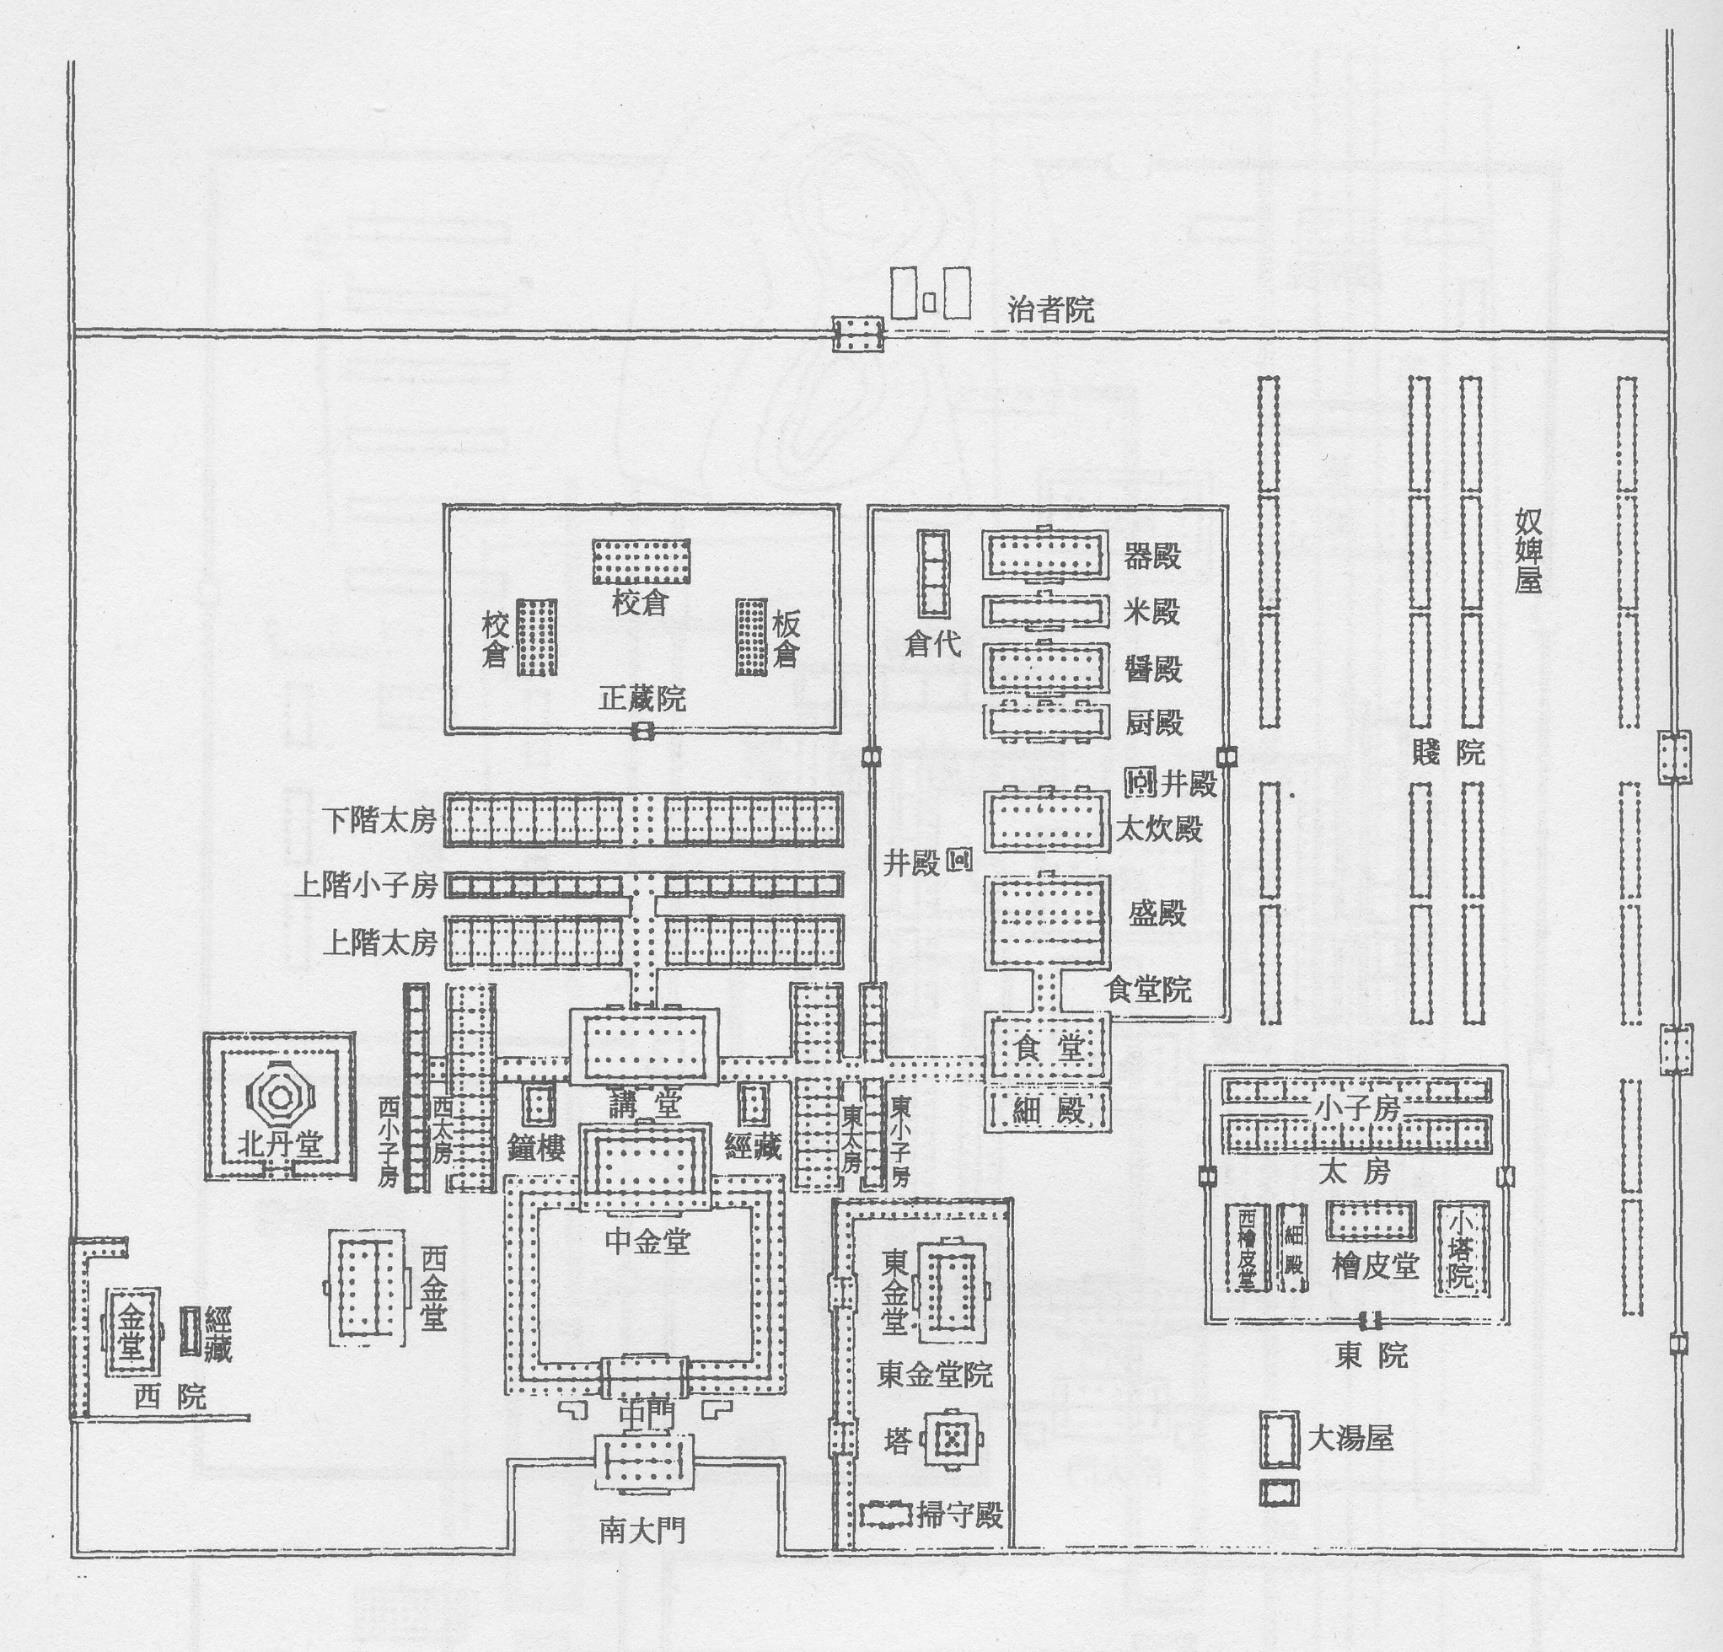 治者院
奴婢屋
器殿
校倉
米殿
校倉
板倉
倉代
醤殿
正蔵院
厨殿
賤院
井殿
下階太房
太炊殿
井殿
上階小子房
盛殿
上階太房
食堂院
食堂
西小子房
西太房
講堂
東太房
東小子房
細殿
小子房
北丹堂
鐘樓
經藏
太房
中金堂
西金堂
東金堂
西檜皮堂
細殿
檜皮堂
小塔院
金堂
經藏
東院
東金堂院
西院
中門
塔
大湯屋
掃守殿
南大門